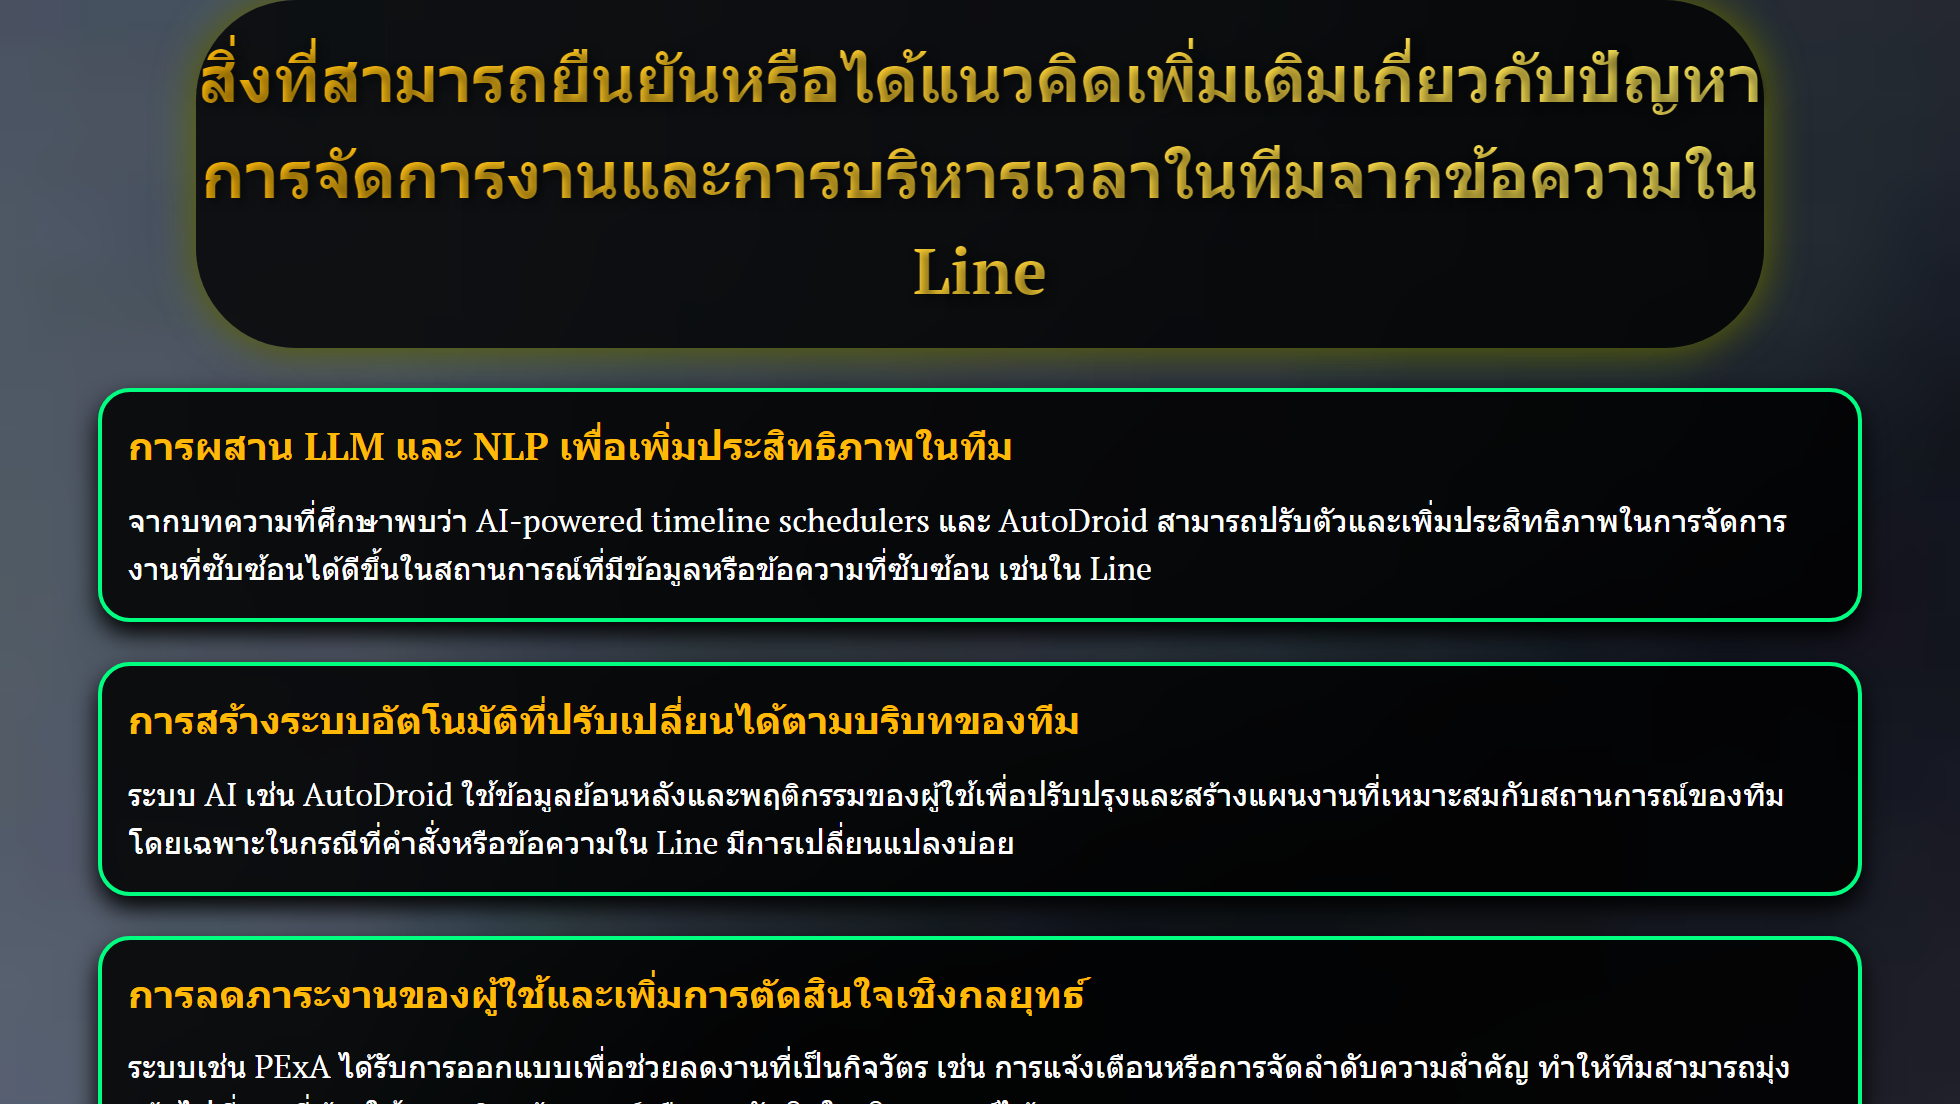 สิ่งที่สามารถยืนยันหรือได้แนวคิดเพิ่มเติมเกี่ยวกับปัญหา
การจัดการงานและการบริหารเวลาในทีมจากข้อความใน
Line
การผสาน LLM และ NLP เพื่อเพิ่มประสิทธิภาพในทีม
จากบทความที่ศึกษาพบว่า AI-powered timeline schedulers และ AutoDroid สามารถปรับตัวและเพิ่มประสิทธิภาพในการจัดการ
งานที่ซับซ้อนได้ดีขึ้นในสถานการณ์ที่มีข้อมูลหรือข้อความที่ซับซ้อน เช่นใน Line
การสร้างระบบอัตโนมัติที่ปรับเปลี่ยนได้ตามบริบทของทีม
ระบบ AI เช่น AutoDroid ใช้ข้อมูลย้อนหลังและพฤติกรรมของผู้ใช้เพื่อปรับปรุงและสร้างแผนงานที่เหมาะสมกับสถานการณ์ของทีม
โดยเฉพาะในกรณีที่คำสั่งหรือข้อความใน Line มีการเปลี่ยนแปลงบ่อย
การลดภาระงานของผู้ใช้และเพิ่มการตัดสินใจเชิงกลยุทธ์
ระบบเช่น PExA ได้รับการออกแบบเพื่อช่วยลดงานที่เป็นกิจวัตร เช่น การแจ้งเตือนหรือการจัดลำดับความสำคัญ ทำให้ทีมสามารถมุ่ง